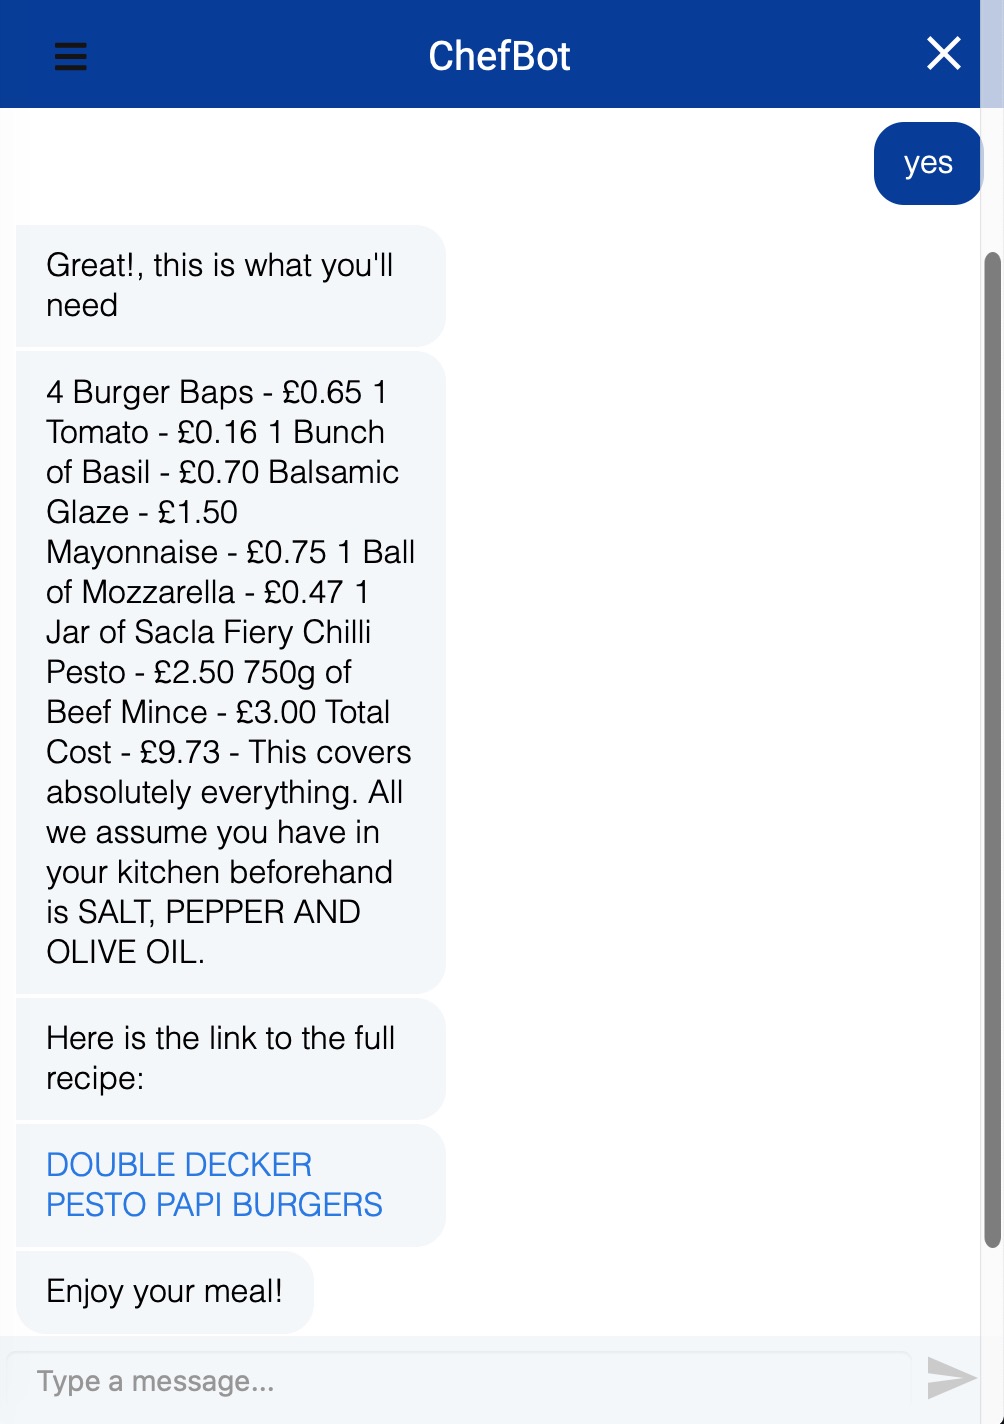 ChefBot
yes
Great!, this is what you'll
need
4 Burger Baps - £0.65 1
Tomato - £0.16 1 Bunch
of Basil - £0.70 Balsamic
Glaze - £1.50
Mayonnaise - £0.75 1 Ball
of Mozzarella - £0.47 1
Jar of Sacla Fiery Chilli
Pesto - £2.50 750g of
Beef Mince - £3.00 Total
Cost - £9.73 - This covers
absolutely everything. All
we assume you have in
your kitchen beforehand
is SALT, PEPPER AND
OLIVE OIL.
Here is the link to the full
recipe:
DOUBLE DECKER
PESTO PAPI BURGERS
Enjoy your meal!
Type a message...